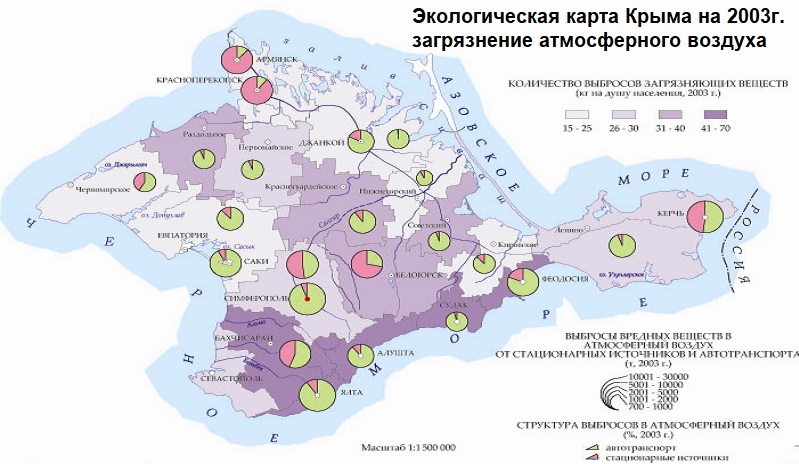 Экологическая карта Крыма на 2003г.
загрязнение атмосферного воздуха
КОЛИЧЕСТВО ВЫБРОСОВ ЗАГРЯЗНЯЮЩИХ ВЕЩЕСТВ
(кг на душу населения, 2003 г.)
15 - 25 26 - 30 31 - 40 41 - 70
залив Сиваш
АЗОВСКОЕ
МОРЕ
ЧЕРНОЕ
МОРЕ
РОССИЯ
АРМЯНСК
КРАСНОПЕРЕКОПСК
Раздольное
Первомайское
ДЖАНКОЙ
оз. Джарылгач
Черноморское
Красногвардейское
Нижнегорский
оз. Донузлав
Салгир
Советский
КЕРЧЬ
ЕВПАТОРИЯ
оз. Сасык
Кировское
Ленино
САКИ
БЕЛОГОРСК
оз. Узунларское
ФЕОДОСИЯ
СИМФЕРОПОЛЬ
СУДАК
Альма
БАХЧИСАРАЙ
АЛУШТА
Бельбек
СЕВАСТОПОЛЬ
ЯЛТА
ВЫБРОСЫ ВРЕДНЫХ ВЕЩЕСТВ В
АТМОСФЕРНЫЙ ВОЗДУХ
ОТ СТАЦИОНАРНЫХ ИСТОЧНИКОВ И АВТОТРАНСПОРТА
(т, 2003 г.)
10001 - 30000
5001 - 10000
2001 - 5000
1001 - 2000
700 - 1000
СТРУКТУРА ВЫБРОСОВ В АТМОСФЕРНЫЙ ВОЗДУХ
(%, 2003 г.)
автотранспорт
стационарные источники
Масштаб 1:1 500 000